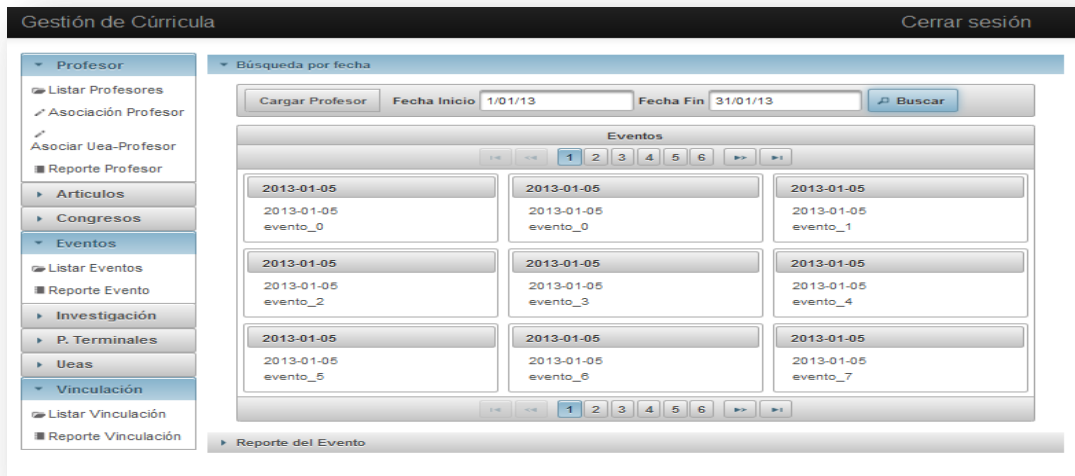 Gestión de Cúrricula
Cerrar sesión
Profesor
Listar Profesores
Asociación Profesor
Asociar Uea-Profesor
Reporte Profesor
Articulos
Congresos
Eventos
Listar Eventos
Reporte Evento
Investigación
P. Terminales
Ueas
Vinculación
Listar Vinculación
Reporte Vinculación
Búsqueda por fecha
Cargar Profesor Fecha Inicio 1/01/13 Fecha Fin 31/01/13 Buscar
Eventos
1 2 3 4 5 6
2013-01-05 2013-01-05 2013-01-05
2013-01-05 2013-01-05 2013-01-05
evento_0 evento_0 evento_1
2013-01-05 2013-01-05 2013-01-05
2013-01-05 2013-01-05 2013-01-05
evento_2 evento_3 evento_4
2013-01-05 2013-01-05 2013-01-05
2013-01-05 2013-01-05 2013-01-05
evento_5 evento_6 evento_7
1 2 3 4 5 6
Reporte del Evento